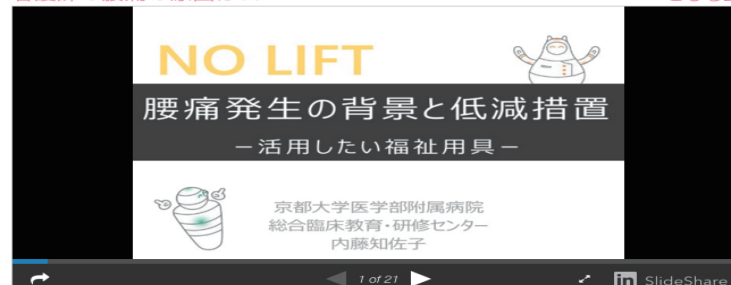 NO LIFT
腰痛発生の背景と低減措置
－活用したい福祉用具－
京都大学医学部附属病院
総合臨床教育・研修センター
内藤知佐子
1 of 21
in SlideShare